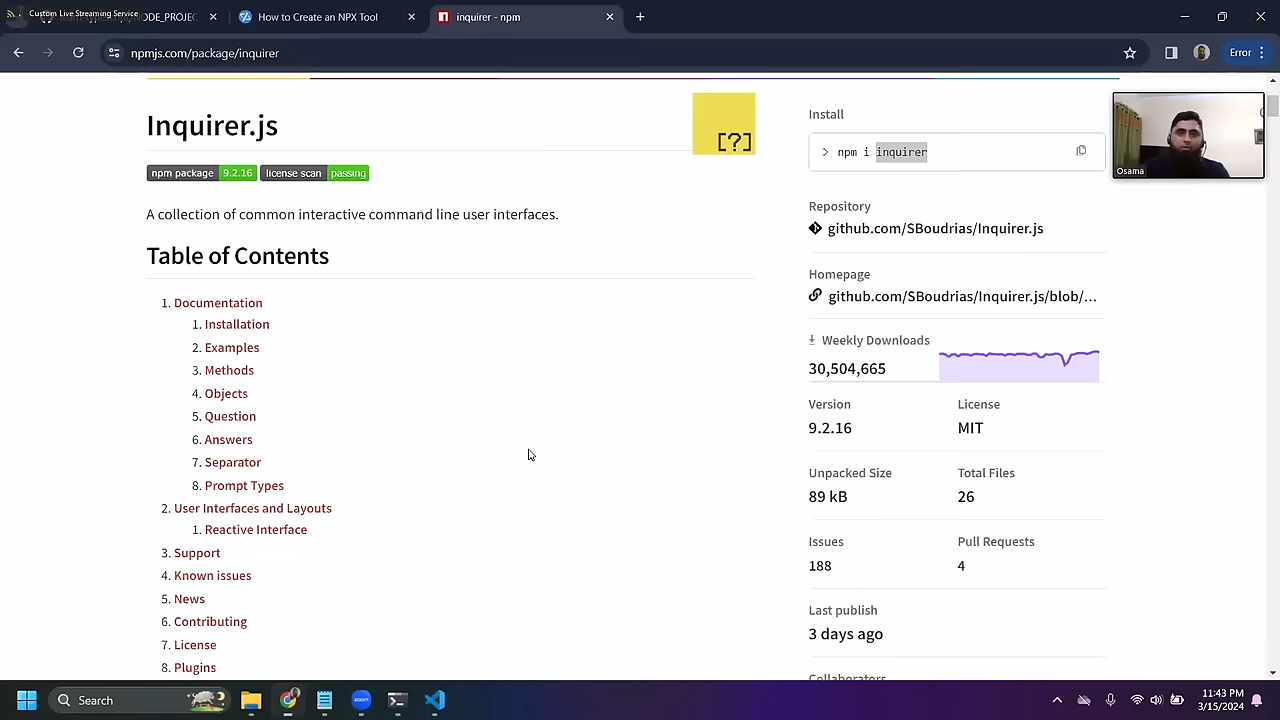 Custom Live Streaming Service
NODE_PROJEC
How to Create an NPX Tool
inquirer - npm
npmjs.com/package/inquirer
Error
Inquirer.js
[?]
npm package 9.2.16 license scan passing
A collection of common interactive command line user interfaces.
Table of Contents
1. Documentation
1. Installation
2. Examples
3. Methods
4. Objects
5. Question
6. Answers
7. Separator
8. Prompt Types
2. User Interfaces and Layouts
1. Reactive Interface
3. Support
4. Known issues
5. News
6. Contributing
7. License
8. Plugins
Install
> npm i inquirer
Repository
github.com/SBoudrias/Inquirer.js
Homepage
github.com/SBoudrias/Inquirer.js/blob/...
Weekly Downloads
30,504,665
Version License
9.2.16 MIT
Unpacked Size Total Files
89 kB 26
Issues Pull Requests
188 4
Last publish
3 days ago
Collaborators
Osama
Search
zoom
11:43 PM
3/15/2024